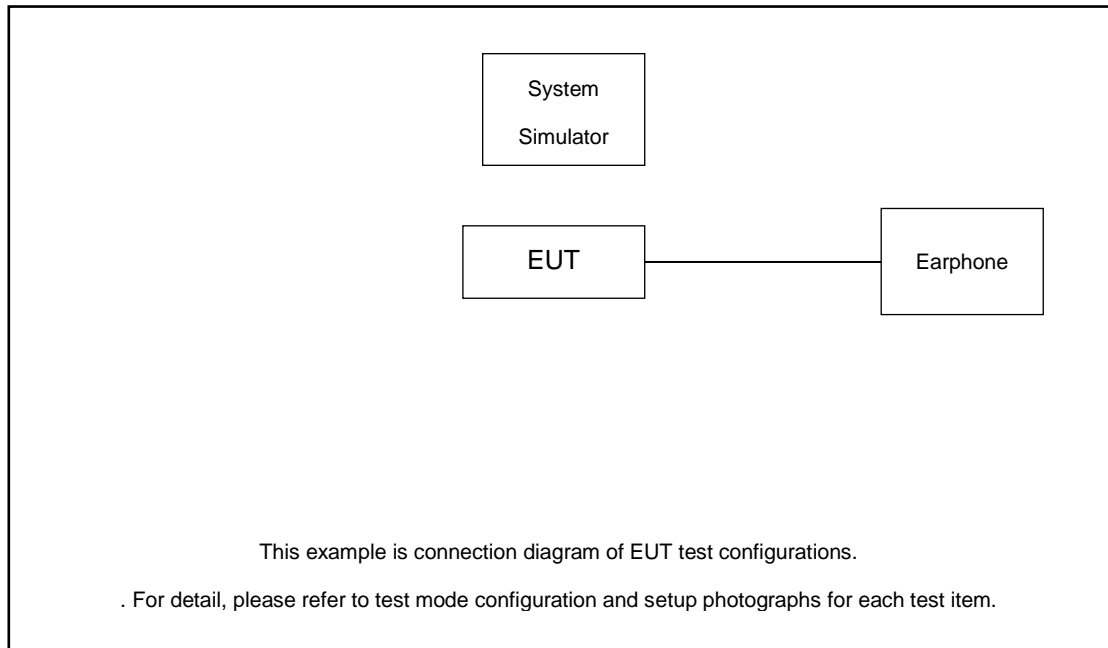 System
Simulator
EUT
Earphone
This example is connection diagram of EUT test configurations.
. For detail, please refer to test mode configuration and setup photographs for each test item.